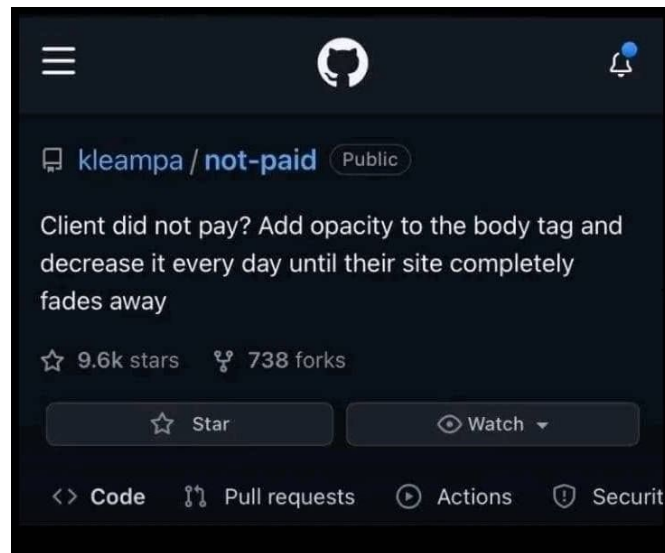 kleampa / not-paid Public
Client did not pay? Add opacity to the body tag and
decrease it every day until their site completely
fades away
9.6k stars 738 forks
Star Watch
Code Pull requests Actions Securit